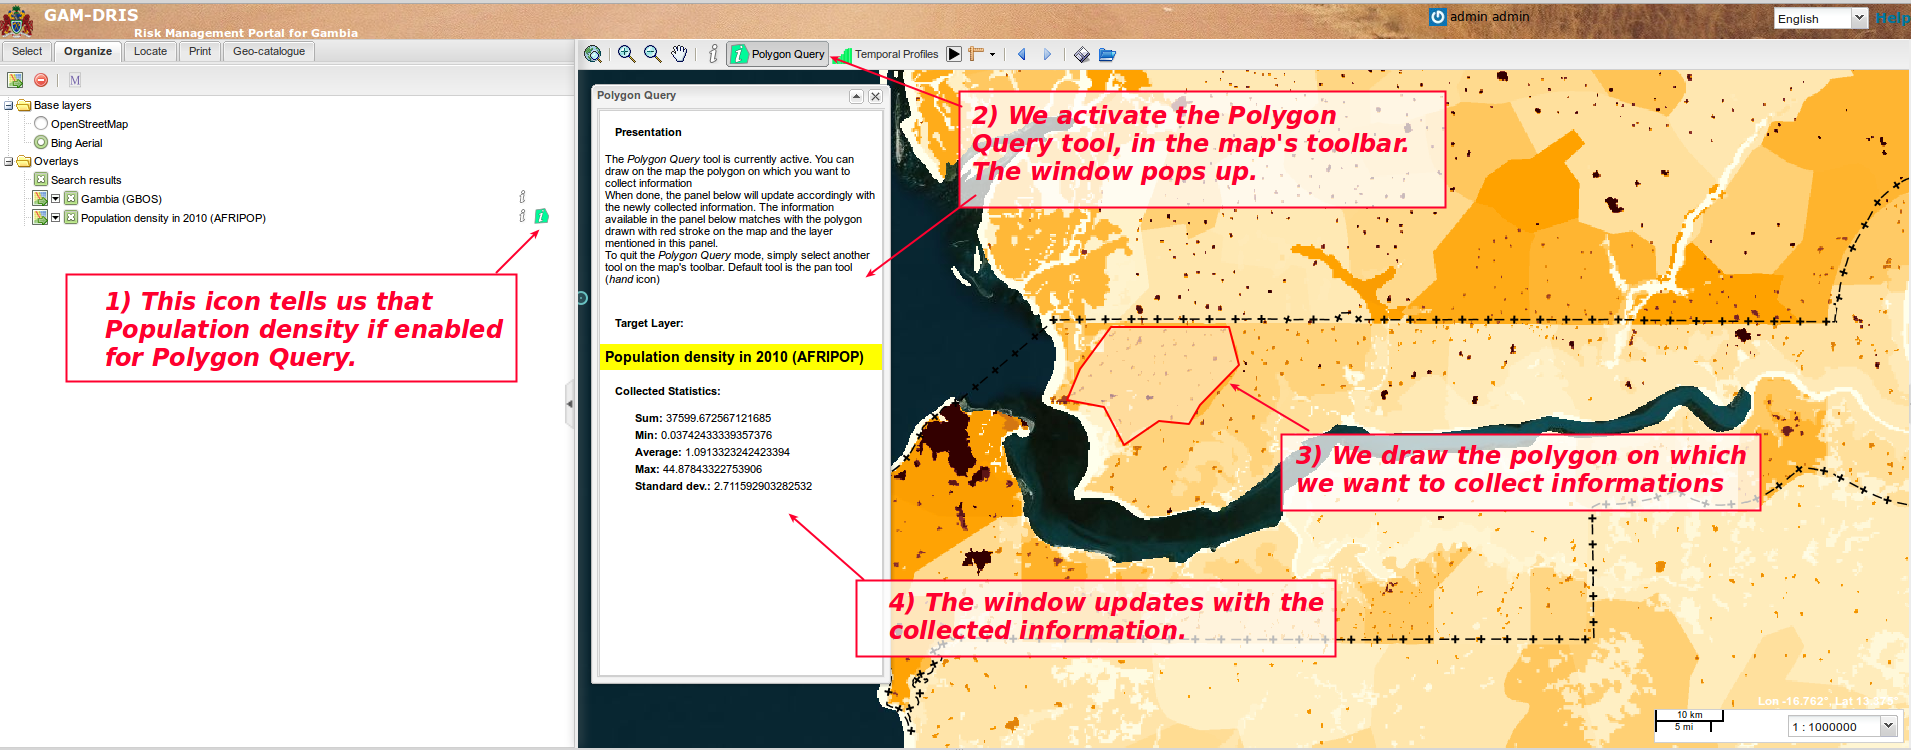 GAM-DRIS
Risk Management Portal for Gambia
admin admin
English
Help
Select
Organize
Locate
Print
Geo-catalogue
M
Base layers
OpenStreetMap
Bing Aerial
Overlays
Search results
Gambia (GBOS)
Population density in 2010 (AFRIPOP)
1) This icon tells us that
Population density if enabled
for Polygon Query.
Polygon Query
Temporal Profiles
Polygon Query
Presentation
The Polygon Query tool is currently active. You can
draw on the map the polygon on which you want to
collect information
When done, the panel below will update accordingly with
the newly collected information. The information
available in the panel below matches with the polygon
drawn with red stroke on the map and the layer
mentioned in this panel.
To quit the Polygon Query mode, simply select another
tool on the map's toolbar. Default tool is the pan tool
(hand icon)
Target Layer:
Population density in 2010 (AFRIPOP)
Collected Statistics:
Sum: 37599.672567121685
Min: 0.03742433339357376
Average: 1.0913323242423394
Max: 44.87843322753906
Standard dev.: 2.711592903282532
2) We activate the Polygon
Query tool, in the map's toolbar.
The window pops up.
3) We draw the polygon on which
we want to collect informations
4) The window updates with the
collected information.
Lon -16.762°, Lat
10 km
5 mi
1 : 1000000